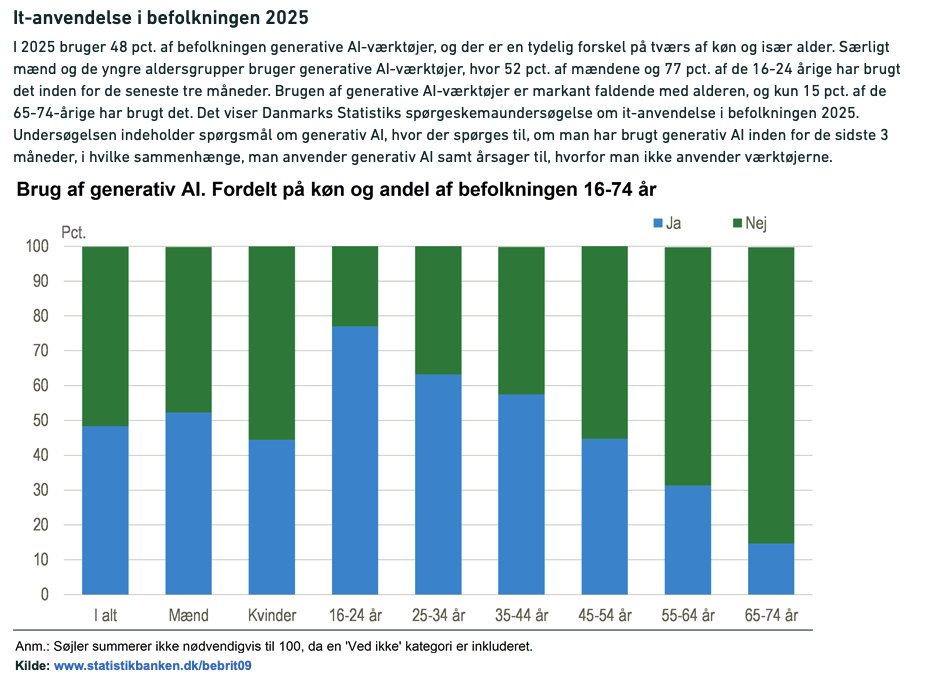 It-anvendelse i befolkningen 2025
I 2025 bruger 48 pct. af befolkningen generative AI-værktøjer, og der er en tydelig forskel på tværs af køn og især alder. Særligt
mænd og de yngre aldersgrupper bruger generative AI-værktøjer, hvor 52 pct. af mændene og 77 pct. af de 16-24 årige har brugt
det inden for de seneste tre måneder. Brugen af generative AI-værktøjer er markant faldende med alderen, og kun 15 pct. af de
65-74-årige har brugt det. Det viser Danmarks Statistiks spørgeskemaundersøgelse om it-anvendelse i befolkningen 2025.
Undersøgelsen indeholder spørgsmål om generativ AI, hvor der spørges til, om man har brugt generativ AI inden for de sidste 3
måneder, i hvilke sammenhænge, man anvender generativ AI samt årsager til, hvorfor man ikke anvender værktøjerne.
Brug af generativ AI. Fordelt på køn og andel af befolkningen 16-74 år
Pct.
Ja Nej
100
90
80
70
60
50
40
30
20
10
0
I alt Mænd Kvinder 16-24 år 25-34 år 35-44 år 45-54 år 55-64 år 65-74 år
Anm.: Søjler summerer ikke nødvendigvis til 100, da en 'Ved ikke' kategori er inkluderet.
Kilde: www.statistikbanken.dk/bebrit09